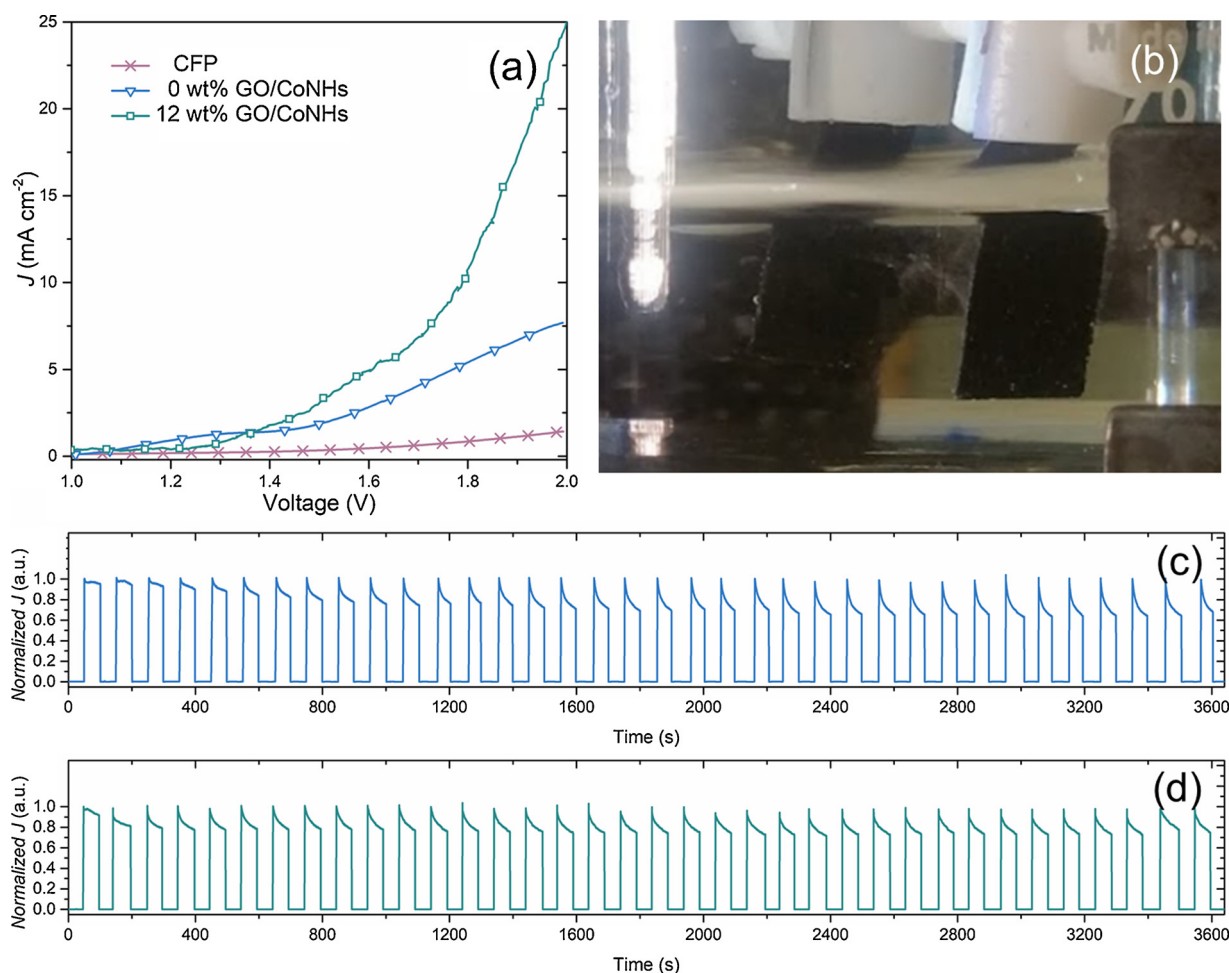 25
20
15
10
5
0
J (mA cm-2)
CFP
0 wt% GO/CoNHs
12 wt% GO/CoNHs
(a)
1.0 1.2 1.4 1.6 1.8 2.0
Voltage (V)
(b)
70
(c)
1.0
0.8
0.6
0.4
0.2
0.0
Normalized J (a.u.)
0 400 800 1200 1600 2000 2400 2800 3200 3600
Time (s)
(d)
1.0
0.8
0.6
0.4
0.2
0.0
Normalized J (a.u.)
0 400 800 1200 1600 2000 2400 2800 3200 3600
Time (s)